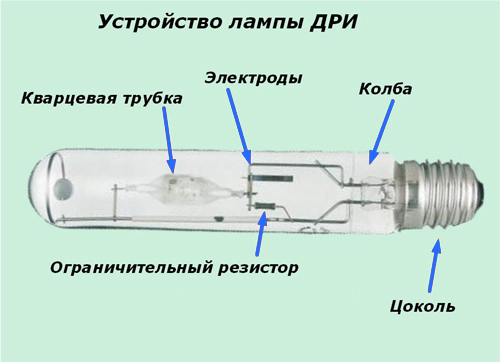 Устройство лампы ДРИ
Электроды
Кварцевая трубка
Колба
Ограничительный резистор
Цоколь